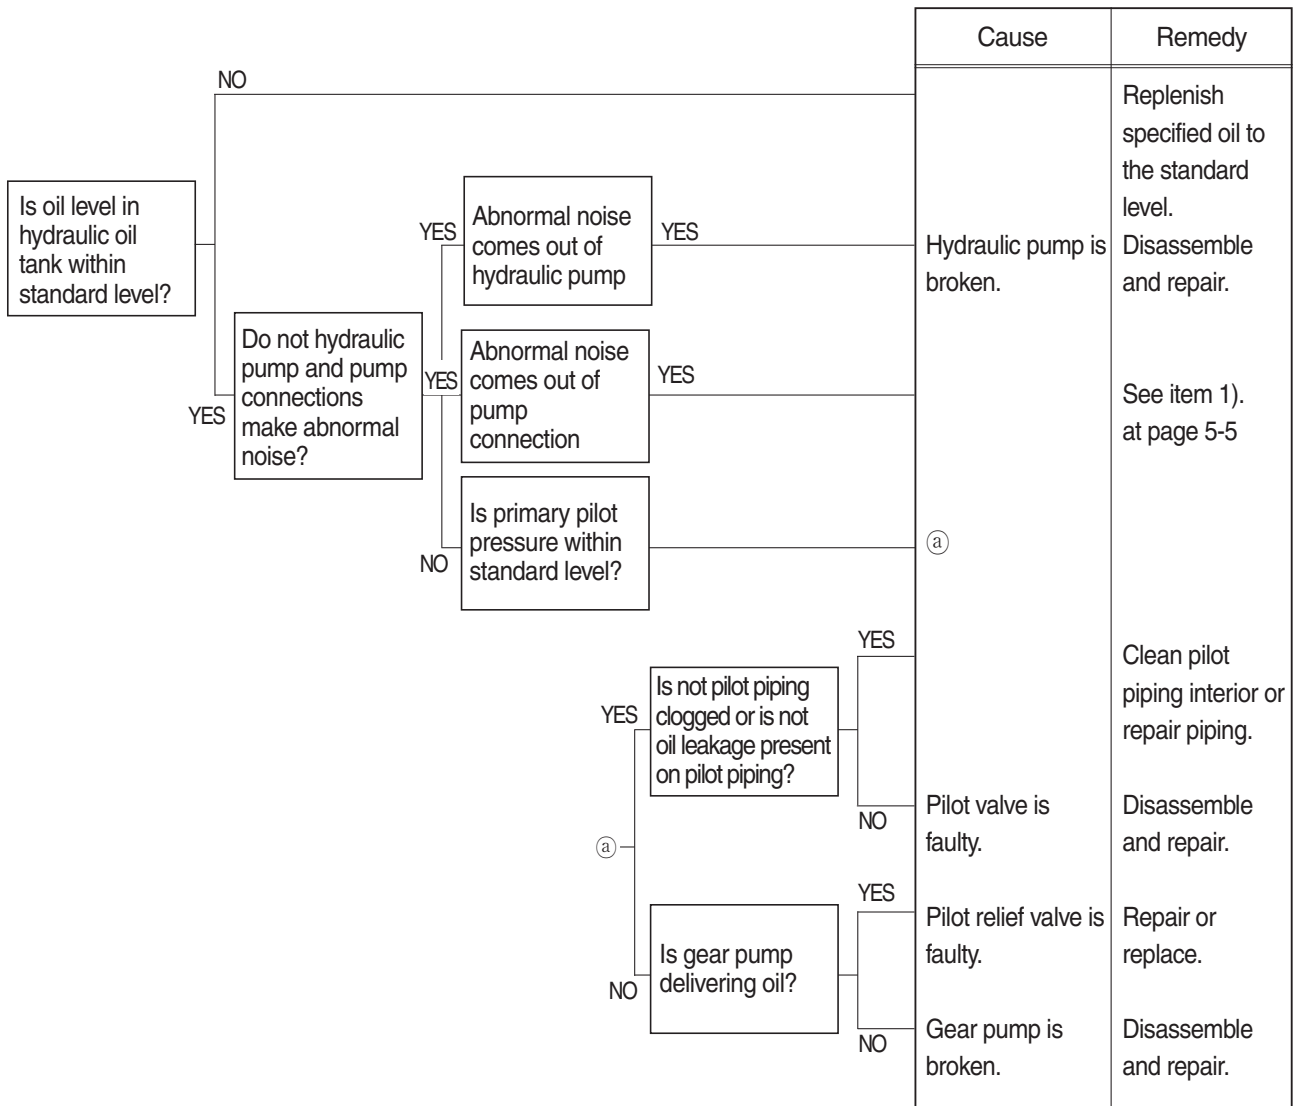 Cause
Remedy
NO
Replenish
specified oil to
the standard
level.
Is oil level in
hydraulic oil
tank within
standard level?
YES
Abnormal noise
comes out of
hydraulic pump
YES
Hydraulic pump is
broken.
Disassemble
and repair.
YES
Do not hydraulic
pump and pump
connections
make abnormal
noise?
YES
Abnormal noise
comes out of
pump
connection
YES
See item 1).
at page 5-5
NO
Is primary pilot
pressure within
standard level?
ⓐ
ⓐ
YES
Is not pilot piping
clogged or is not
oil leakage present
on pilot piping?
YES
Clean pilot
piping interior or
repair piping.
NO
Pilot valve is
faulty.
Disassemble
and repair.
NO
Is gear pump
delivering oil?
YES
Pilot relief valve is
faulty.
Repair or
replace.
NO
Gear pump is
broken.
Disassemble
and repair.